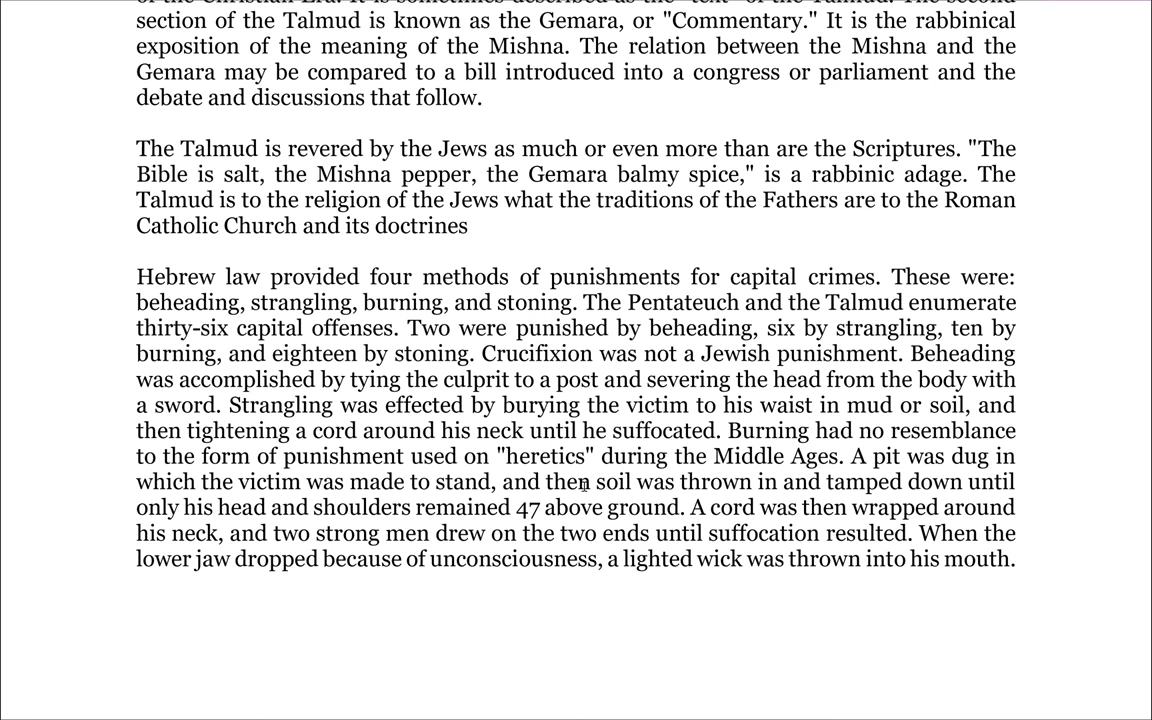 section of the Talmud is known as the Gemara, or "Commentary." It is the rabbinical
exposition of the meaning of the Mishna. The relation between the Mishna and the
Gemara may be compared to a bill introduced into a congress or parliament and the
debate and discussions that follow.
The Talmud is revered by the Jews as much or even more than are the Scriptures. "The
Bible is salt, the Mishna pepper, the Gemara balmy spice," is a rabbinic adage. The
Talmud is to the religion of the Jews what the traditions of the Fathers are to the Roman
Catholic Church and its doctrines
Hebrew law provided four methods of punishments for capital crimes. These were:
beheading, strangling, burning, and stoning. The Pentateuch and the Talmud enumerate
thirty-six capital offenses. Two were punished by beheading, six by strangling, ten by
burning, and eighteen by stoning. Crucifixion was not a Jewish punishment. Beheading
was accomplished by tying the culprit to a post and severing the head from the body with
a sword. Strangling was effected by burying the victim to his waist in mud or soil, and
then tightening a cord around his neck until he suffocated. Burning had no resemblance
to the form of punishment used on "heretics" during the Middle Ages. A pit was dug in
which the victim was made to stand, and then soil was thrown in and tamped down until
only his head and shoulders remained 47 above ground. A cord was then wrapped around
his neck, and two strong men drew on the two ends until suffocation resulted. When the
lower jaw dropped because of unconsciousness, a lighted wick was thrown into his mouth.